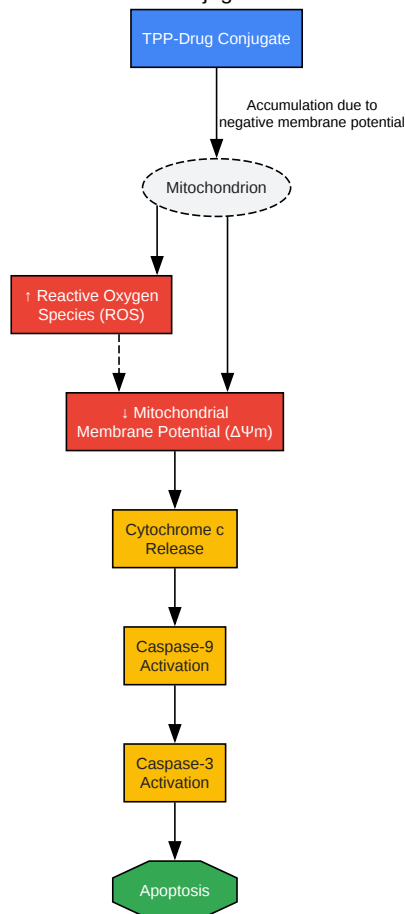 TPP-Drug Conjugate
Accumulation due to
negative membrane potential
Mitochondrion
↑ Reactive Oxygen
Species (ROS)
↓ Mitochondrial
Membrane Potential (ΔΨm)
Cytochrome c
Release
Caspase-9
Activation
Caspase-3
Activation
Apoptosis